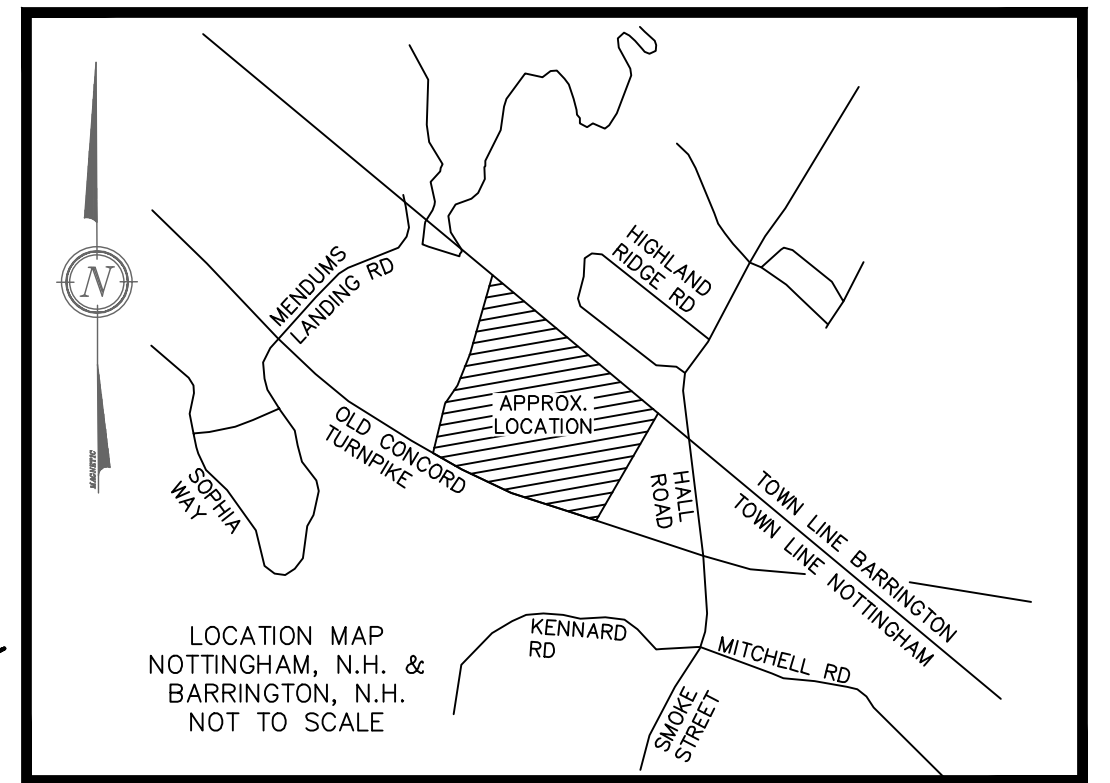 HIGHLAND
RIDGE RD
MENDUMS
LANDING RD
N
MAGNETIC
APPROX.
LOCATION
OLD CONCORD
TURNPIKE
SOPHIA
WAY
HALL
ROAD
TOWN LINE BARRINGTON
TOWN LINE NOTTINGHAM
KENNARD
RD
MITCHELL RD
SMOKE
STREET
LOCATION MAP
NOTTINGHAM, N.H. &
BARRINGTON, N.H.
NOT TO SCALE